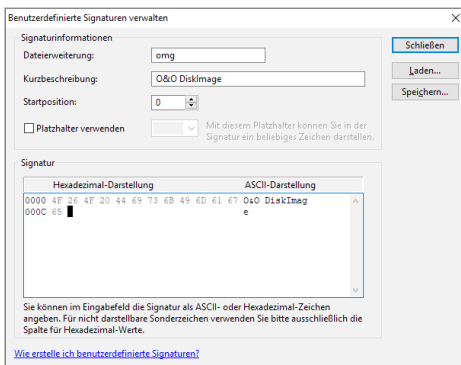 Benutzerdefinierte Signaturen verwalten
Signaturinformationen
Dateierweiterung: omg
Kurzbeschreibung: O&O DiskImage
Startposition: 0
Platzhalter verwenden
Mit diesem Platzhalter können Sie in der
Signatur ein beliebiges Zeichen darstellen.
Schließen
Laden...
Speichern...
Signatur
Hexadezimal-Darstellung ASCII-Darstellung
0000 4F 26 4F 20 44 69 73 6B 49 6D 61 67 O&O DiskImag
000C 65 e
Sie können im Eingabefeld die Signatur als ASCII- oder Hexadezimal-Zeichen
angeben. Für nicht darstellbare Sonderzeichen verwenden Sie bitte ausschließlich die
Spalte für Hexadezimal-Werte.
Wie erstelle ich benutzerdefinierte Signaturen?